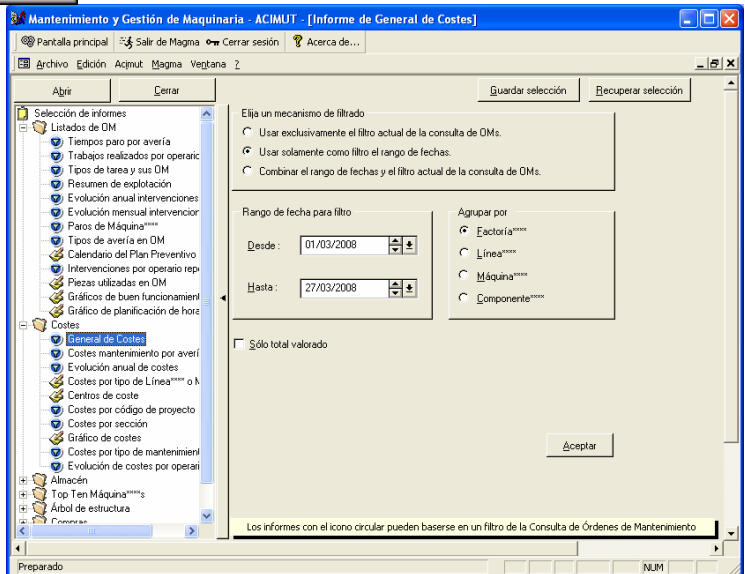 Mantenimiento y Gestión de Maquinaria - ACIMUT - [Informe de General de Costes]
Pantalla principal Salir de Magma Cerrar sesión Acerca de...
Archivo Edición Acimut Magma Ventana ?
Abrir Cerrar Guardar selección Recuperar selección
Selección de informes
Listados de OM
Tiempos paro por avería
Trabajos realizados por operaric
Tipos de tarea y sus OM
Resumen de explotación
Evolución anual intervenciones
Evolución mensual intervencior
Paros de Máquina****
Tipos de avería en OM
Calendario del Plan Preventivo
Intervenciones por operario rep
Piezas utilizadas en OM
Gráficos de buen funcionamien
Gráfico de planificación de hora
Costes
General de Costes
Costes mantenimiento por averí
Evolución anual de costes
Costes por tipo de Línea**** o M
Centros de coste
Costes por código de proyecto
Costes por sección
Gráfico de costes
Costes por tipo de mantenimien
Evolución de costes por operari
Almacén
Top Ten Máquina****s
Árbol de estructura
Compras
Elija un mecanismo de filtrado
Usar exclusivamente el filtro actual de la consulta de OMs.
Usar solamente como filtro el rango de fechas.
Combinar el rango de fechas y el filtro actual de la consulta de OMs.
Rango de fecha para filtro
Desde : 01/03/2008
Hasta : 27/03/2008
Agrupar por
Factoría****
Línea****
Máquina****
Componente****
Sólo total valorado
Aceptar
Los informes con el icono circular pueden baserse en un filtro de la Consulta de Órdenes de Mantenimiento
Preparado NUM